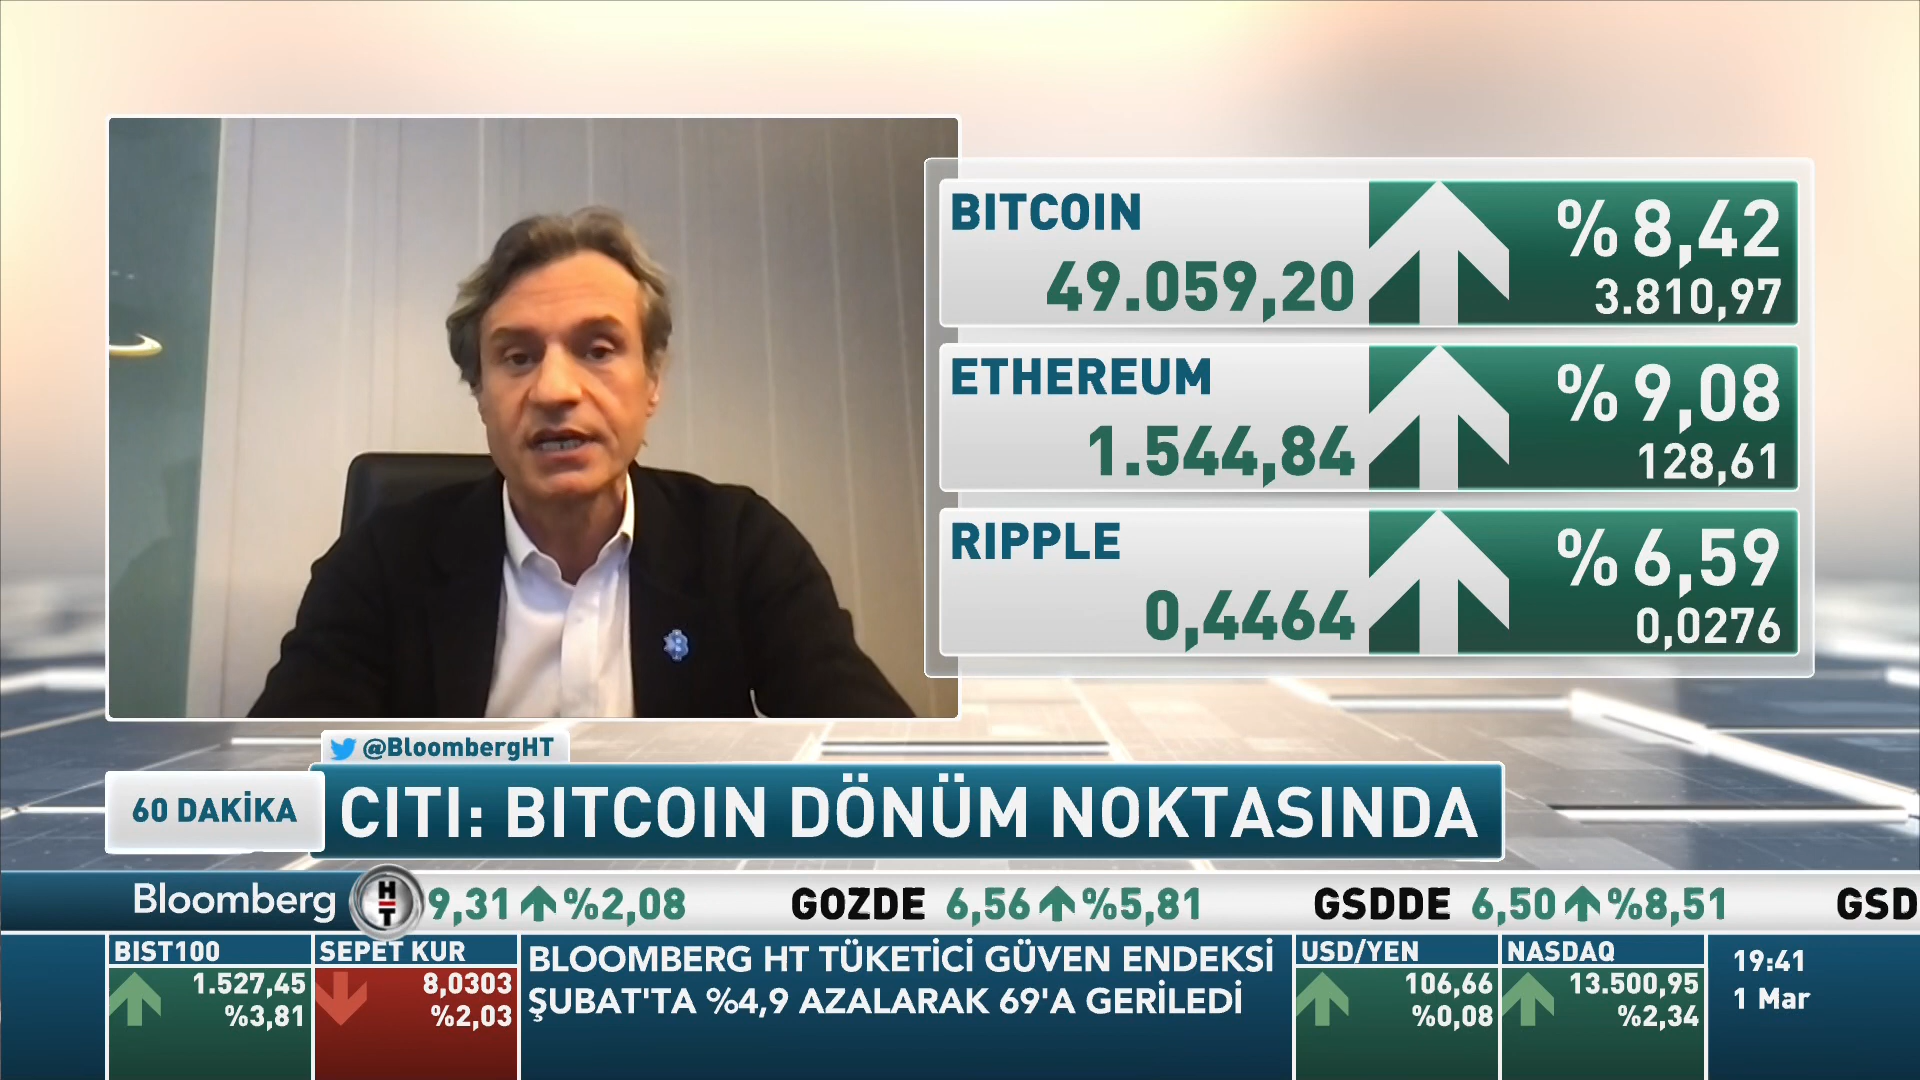 BITCOIN
49.059,20
% 8,42
3.810,97
ETHEREUM
1.544,84
% 9,08
128,61
RIPPLE
0,4464
% 6,59
0,0276
@BloombergHT
60 DAKİKA
CITI: BITCOIN DÖNÜM NOKTASINDA
Bloomberg HT
9,31 %2,08 GOZDE 6,56 %5,81 GSDDE 6,50 %8,51 GSD
BIST100
1.527,45
%3,81
SEPET KUR
8,0303
%2,03
BLOOMBERG HT TÜKETİCİ GÜVEN ENDEKSİ
ŞUBAT'TA %4,9 AZALARAK 69'A GERİLEDİ
USD/YEN
106,66
%0,08
NASDAQ
13.500,95
%2,34
19:41
1 Mar